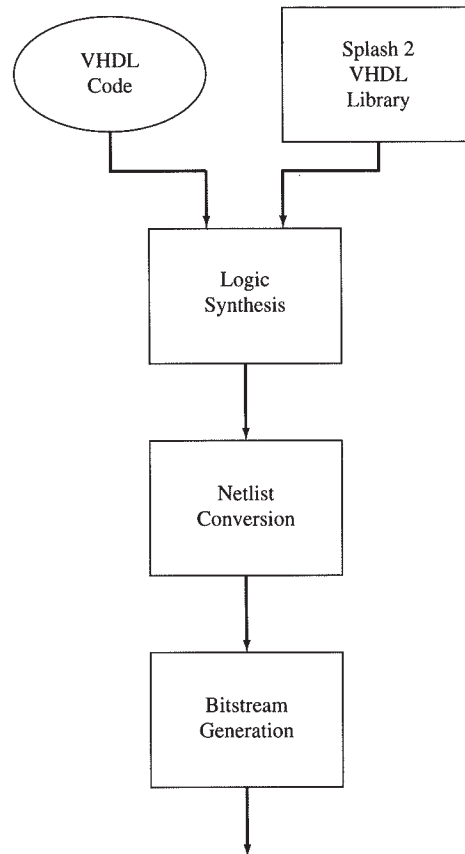 VHDL
Code
Splash 2
VHDL
Library
Logic
Synthesis
Netlist
Conversion
Bitstream
Generation